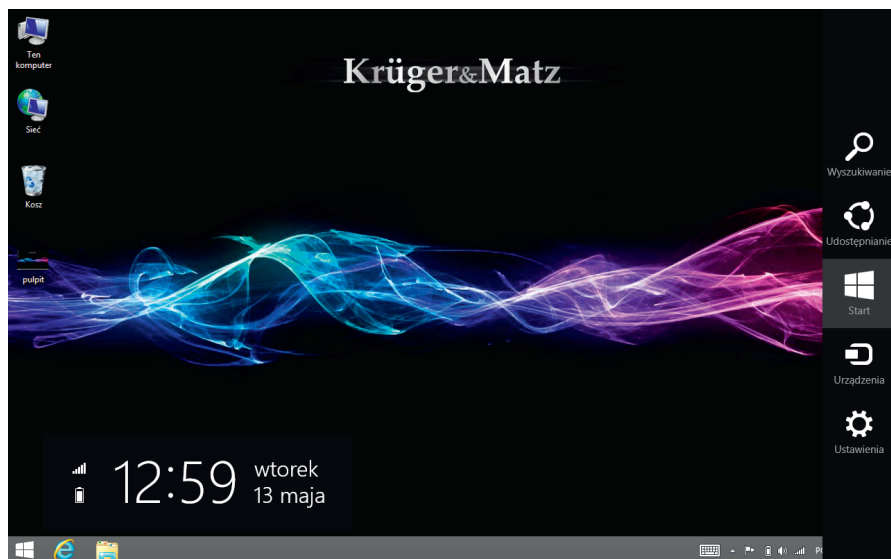 Ten
komputer
Sieć
Kosz
pulpit
Krüger&Matz
Wyszukiwanie
Udostępnianie
Start
Urządzenia
Ustawienia
12:59
wtorek
13 maja